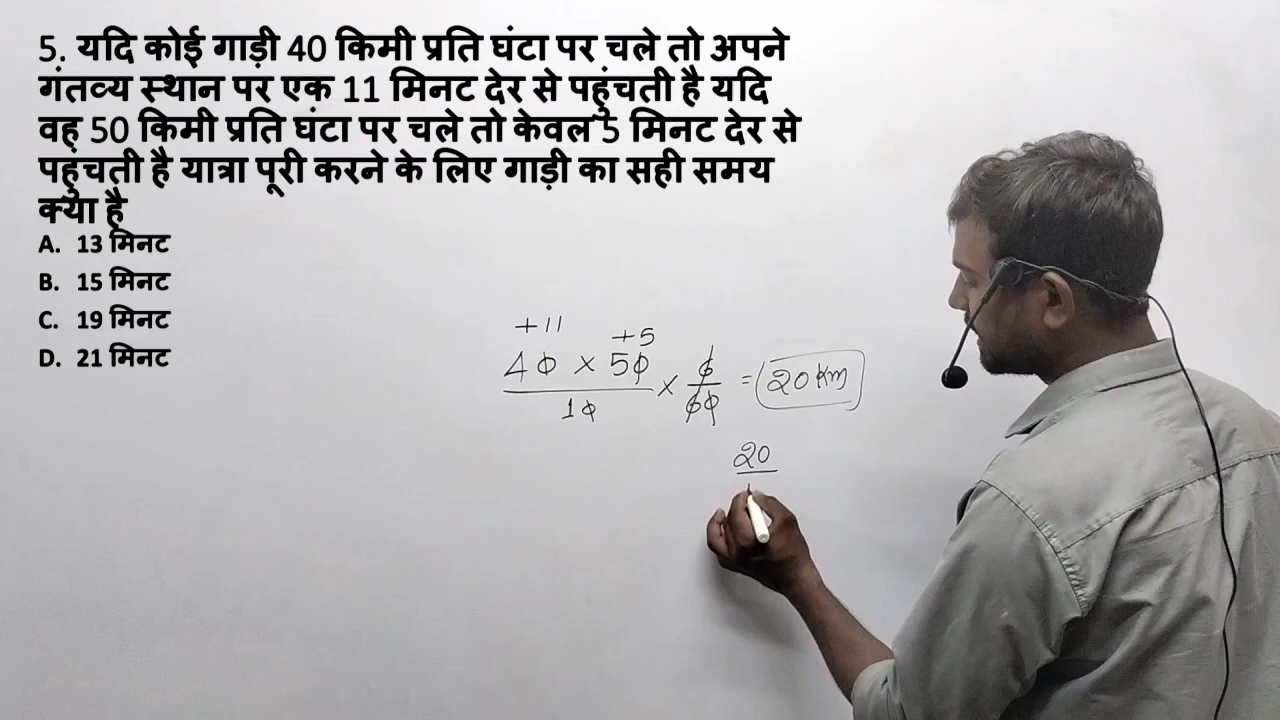 5. यदि कोई गाड़ी 40 किमी प्रति घंटा पर चले तो अपने
गंतव्य स्थान पर एक 11 मिनट देर से पहुंचती है यदि
वह 50 किमी प्रति घंटा पर चले तो केवल 5 मिनट देर से
पहुंचती है यात्रा पूरी करने के लिए गाड़ी का सही समय
क्या है
A. 13 मिनट
B. 15 मिनट
C. 19 मिनट
D. 21 मिनट
+11 +5
40 × 50 / 10 × 6 / 60 = 20 Km
20